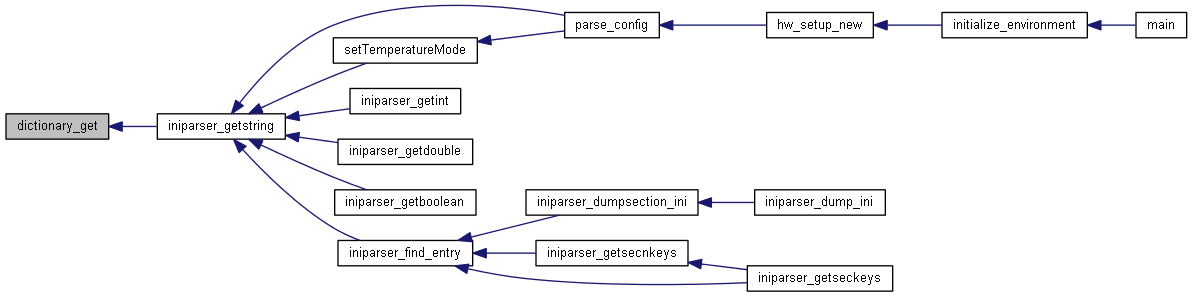 parse_config
hw_setup_new
initialize_environment
main
setTemperatureMode
iniparser_getint
dictionary_get
iniparser_getstring
iniparser_getdouble
iniparser_getboolean
iniparser_dumpsection_ini
iniparser_dump_ini
iniparser_find_entry
iniparser_getsecnkeys
iniparser_getseckeys